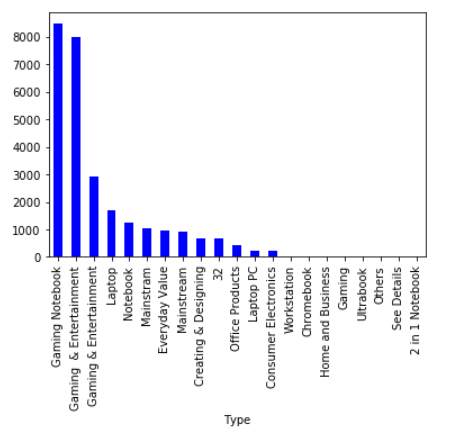 8000
7000
6000
5000
4000
3000
2000
1000
0
Gaming Notebook
Gaming  & Entertainment
Gaming & Entertainment
Laptop
Notebook
Mainstram
Everyday Value
Mainstream
Creating & Designing
32
Office Products
Laptop PC
Consumer Electronics
Workstation
Chromebook
Home and Business
Gaming
Ultrabook
Others
See Details
2 in 1 Notebook
Type